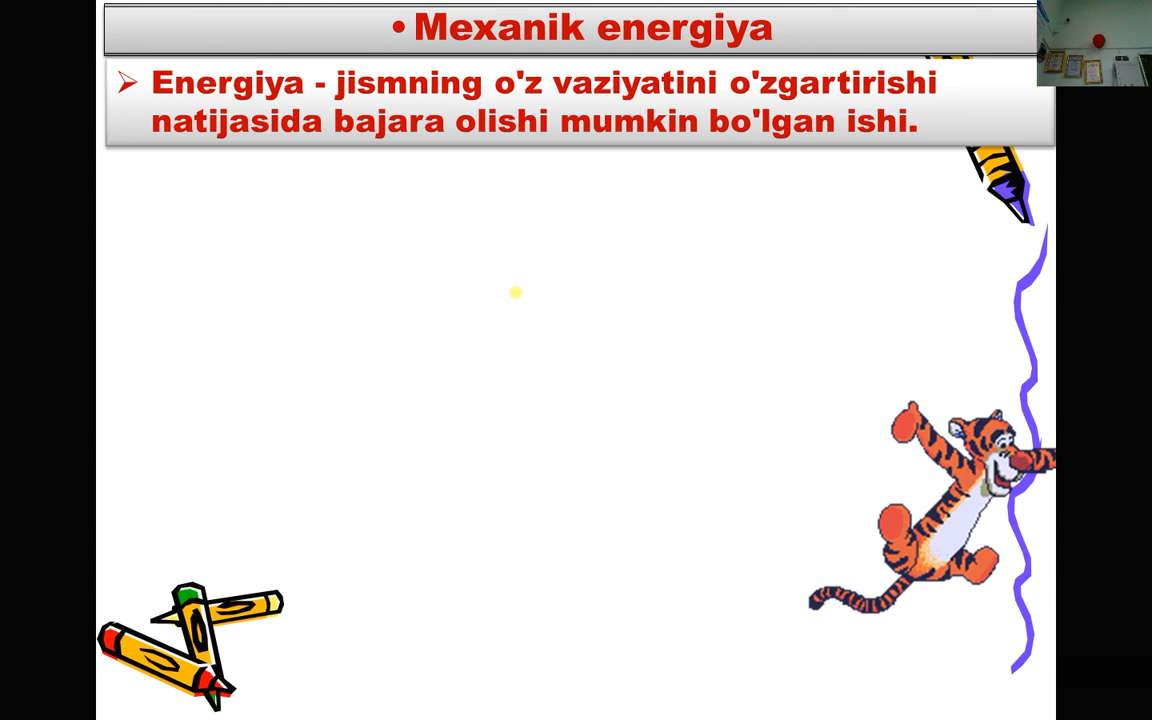 • Mexanik energiya
➢ Energiya - jismning o'z vaziyatini o'zgartirishi
natijasida bajara olishi mumkin bo'lgan ishi.